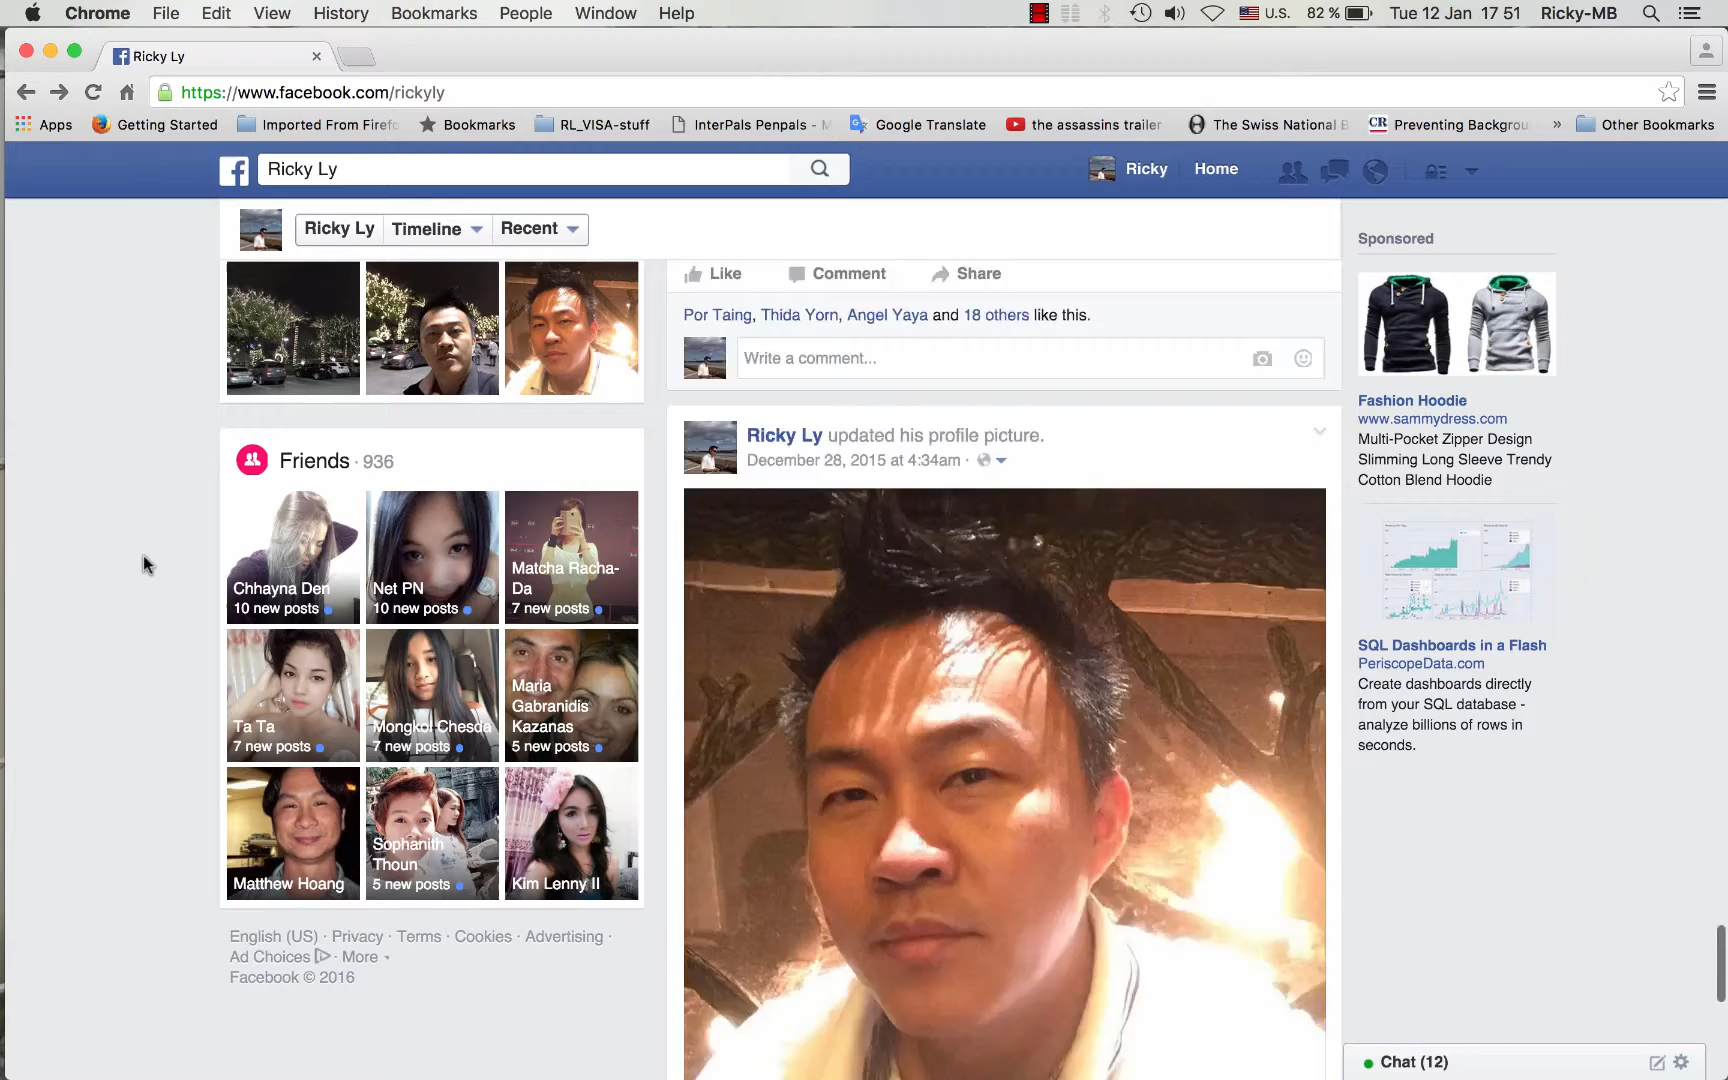 Chrome File Edit View History Bookmarks People Window Help U.S. 82 % Tue 12 Jan 17 51 Ricky-MB
Ricky Ly
https://www.facebook.com/rickyly
Apps Getting Started Imported From Firefo Bookmarks RL_VISA-stuff InterPals Penpals - Google Translate the assassins trailer The Swiss National CR Preventing Backgrou » Other Bookmarks
Ricky Ly Ricky Home
Ricky Ly Timeline Recent
Like Comment Share
Por Taing, Thida Yorn, Angel Yaya and 18 others like this.
Write a comment...
Friends · 936
Chhayna Den
10 new posts
Net PN
10 new posts
Matcha Racha-
Da
7 new posts
Ta Ta
7 new posts
Mongkol Chesda
7 new posts
Maria
Gabranidis
Kazanas
5 new posts
Matthew Hoang
Sophanith
Thoun
5 new posts
Kim Lenny II
English (US) · Privacy · Terms · Cookies · Advertising ·
Ad Choices · More
Facebook © 2016
Ricky Ly updated his profile picture.
December 28, 2015 at 4:34am ·
Sponsored
Fashion Hoodie
www.sammydress.com
Multi-Pocket Zipper Design
Slimming Long Sleeve Trendy
Cotton Blend Hoodie
SQL Dashboards in a Flash
PeriscopeData.com
Create dashboards directly
from your SQL database -
analyze billions of rows in
seconds.
Chat (12)